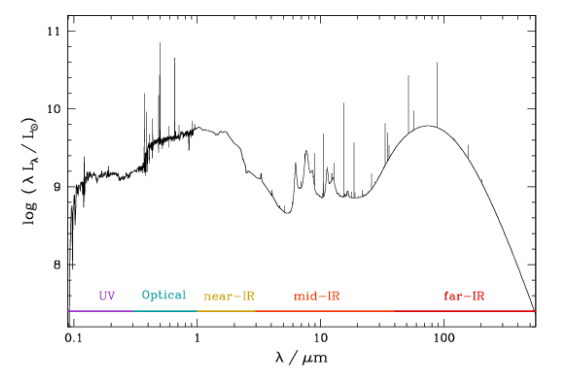 11
10
9
8
log ( λ L_λ / L_⊙ )
UV Optical near-IR mid-IR far-IR
0.1 1 10 100
λ / μm